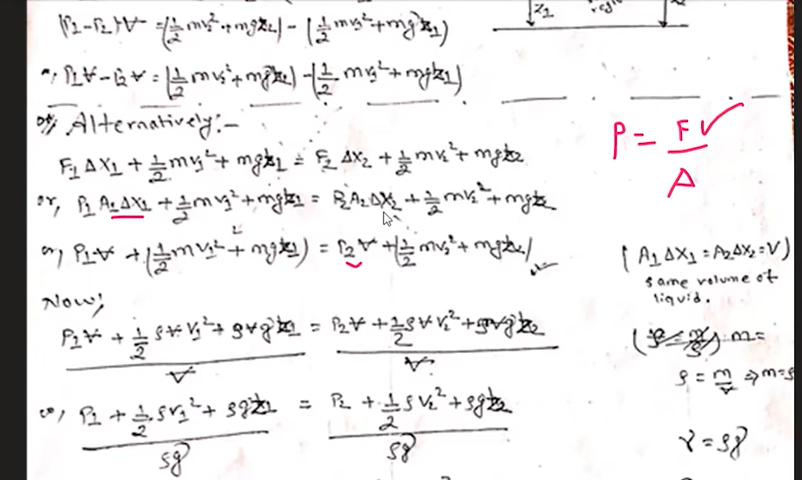 (P₁-P₂)V = (1/2 mv₂² + mgz₂) - (1/2 mv₁² + mgz₁)
z₁
or, P₁V - P₂V = (1/2 mv₂² + mgz₂) - (1/2 mv₁² + mgz₁)
Alternatively:-
F₁ Δx₁ + 1/2 mv₁² + mgz₁ = F₂ Δx₂ + 1/2 mv₂² + mgz₂
P = FV/A
or, P₁ A₁ Δx₁ + 1/2 mv₁² + mgz₁ = P₂ A₂ Δx₂ + 1/2 mv₂² + mgz₂
or, P₁V + (1/2 mv₁² + mgz₁) = P₂V + (1/2 mv₂² + mgz₂)
(A₁ Δx₁ = A₂ Δx₂ = V)
same volume of
liquid.
Now,
P₁V + 1/2 ρV v₁² + ρVgz₁ / V = P₂V + 1/2 ρV v₂² + ρVgz₂ / V
m =
ρ = m/V ⇒ m = ρ
or, P₁ + 1/2 ρv₁² + ρgz₁ / ρg = P₂ + 1/2 ρv₂² + ρgz₂ / ρg
γ = ρg